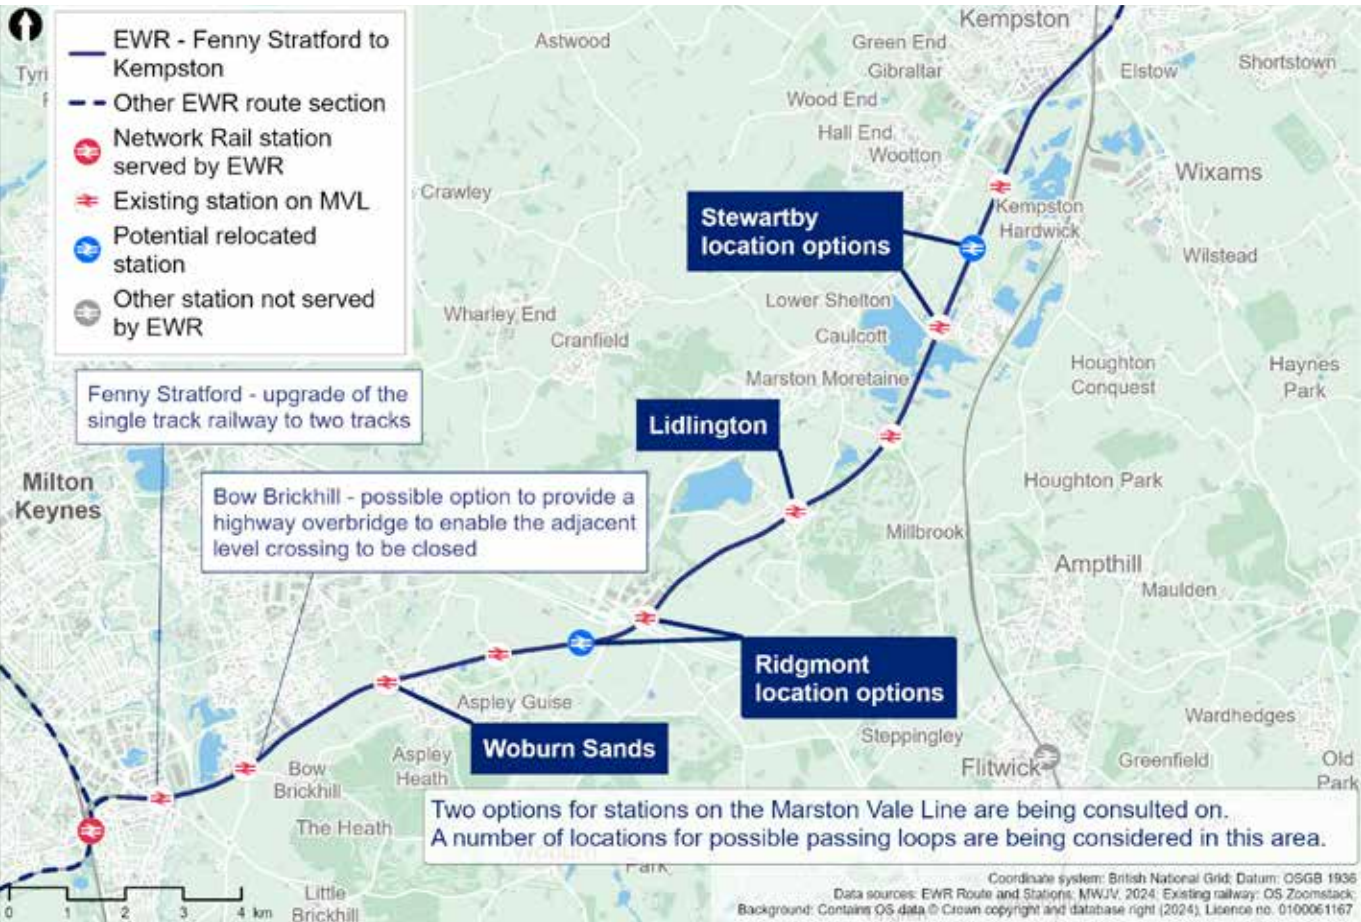 EWR - Fenny Stratford to
Kempston
Other EWR route section
Network Rail station
served by EWR
Existing station on MVL
Potential relocated
station
Other station not served
by EWR
Kempston
Astwood
Green End
Gibraltar
Elstow
Shortstown
Wood End
Hall End
Wootton
Wixams
Crawley
Kempston
Hardwick
Stewartby
location options
Wilstead
Lower Shelton
Wharley End
Cranfield
Caulcott
Houghton
Conquest
Haynes
Park
Marston Moretaine
Fenny Stratford - upgrade of the
single track railway to two tracks
Lidlington
Milton
Keynes
Bow Brickhill - possible option to provide a
highway overbridge to enable the adjacent
level crossing to be closed
Houghton Park
Millbrook
Ampthill
Maulden
Ridgmont
location options
Aspley Guise
Woburn Sands
Steppingley
Wardhedges
Aspley
Heath
Flitwick
Greenfield
Old
Park
Bow
Brickhill
The Heath
Two options for stations on the Marston Vale Line are being consulted on.
A number of locations for possible passing loops are being considered in this area.
Park
Little
Brickhill
0 1 2 3 4 km
Coordinate system: British National Grid; Datum: OSGB 1936
Data sources: EWR Route and Stations: MWJV, 2024; Existing railway: OS Zoomstack;
Background: Contains OS data © Crown copyright and database right (2024), Licence no. 0100061167